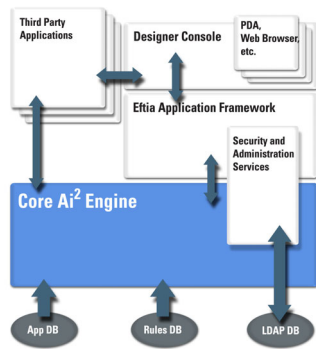 Third Party
Applications
Designer Console
PDA,
Web Browser,
etc.
Eftia Application Framework
Security and
Administration
Services
Core Ai² Engine
App DB
Rules DB
LDAP DB